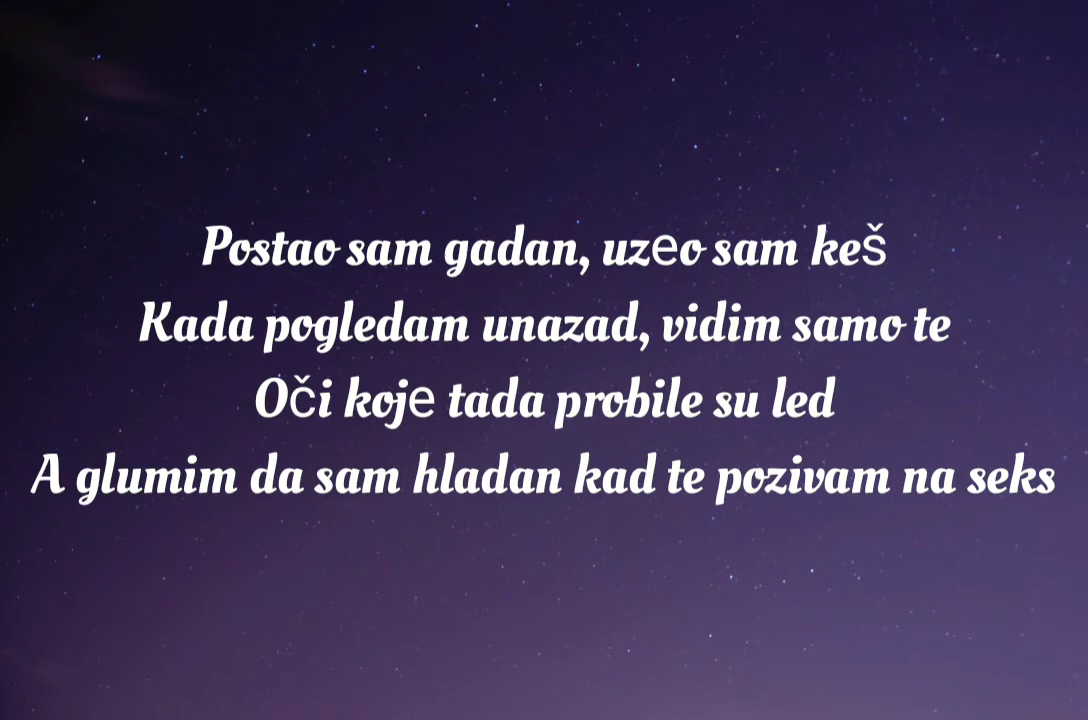 Postao sam gadan, uzeo sam keš
Kada pogledam unazad, vidim samo te
Oči koje tada probile su led
A glumim da sam hladan kad te pozivam na seks